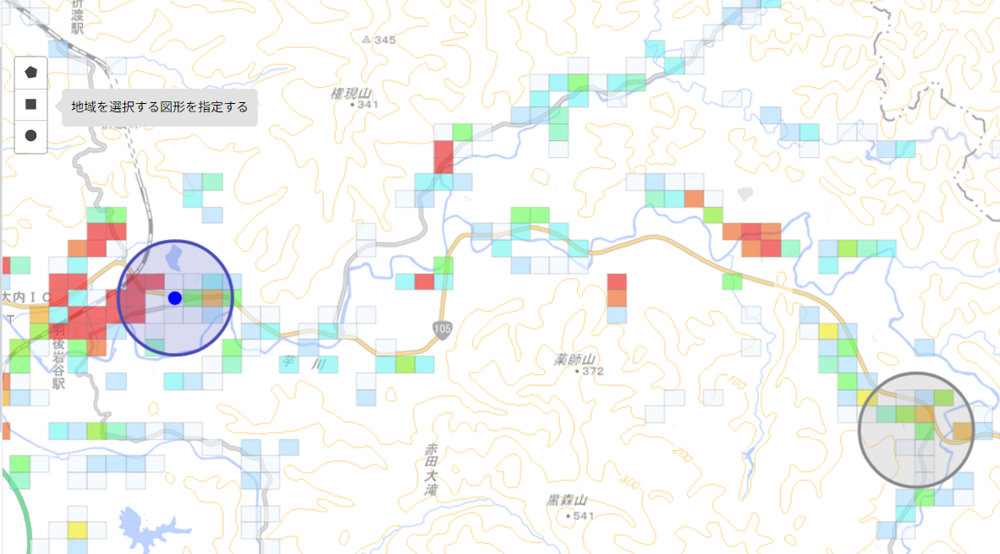 折渡駅
345
権現山
341
地域を選択する図形を指定する
大内ＩＣ
T
羽後岩谷駅
105
芋川
薬師山
372
100
赤田大滝
200
300
黒森山
541